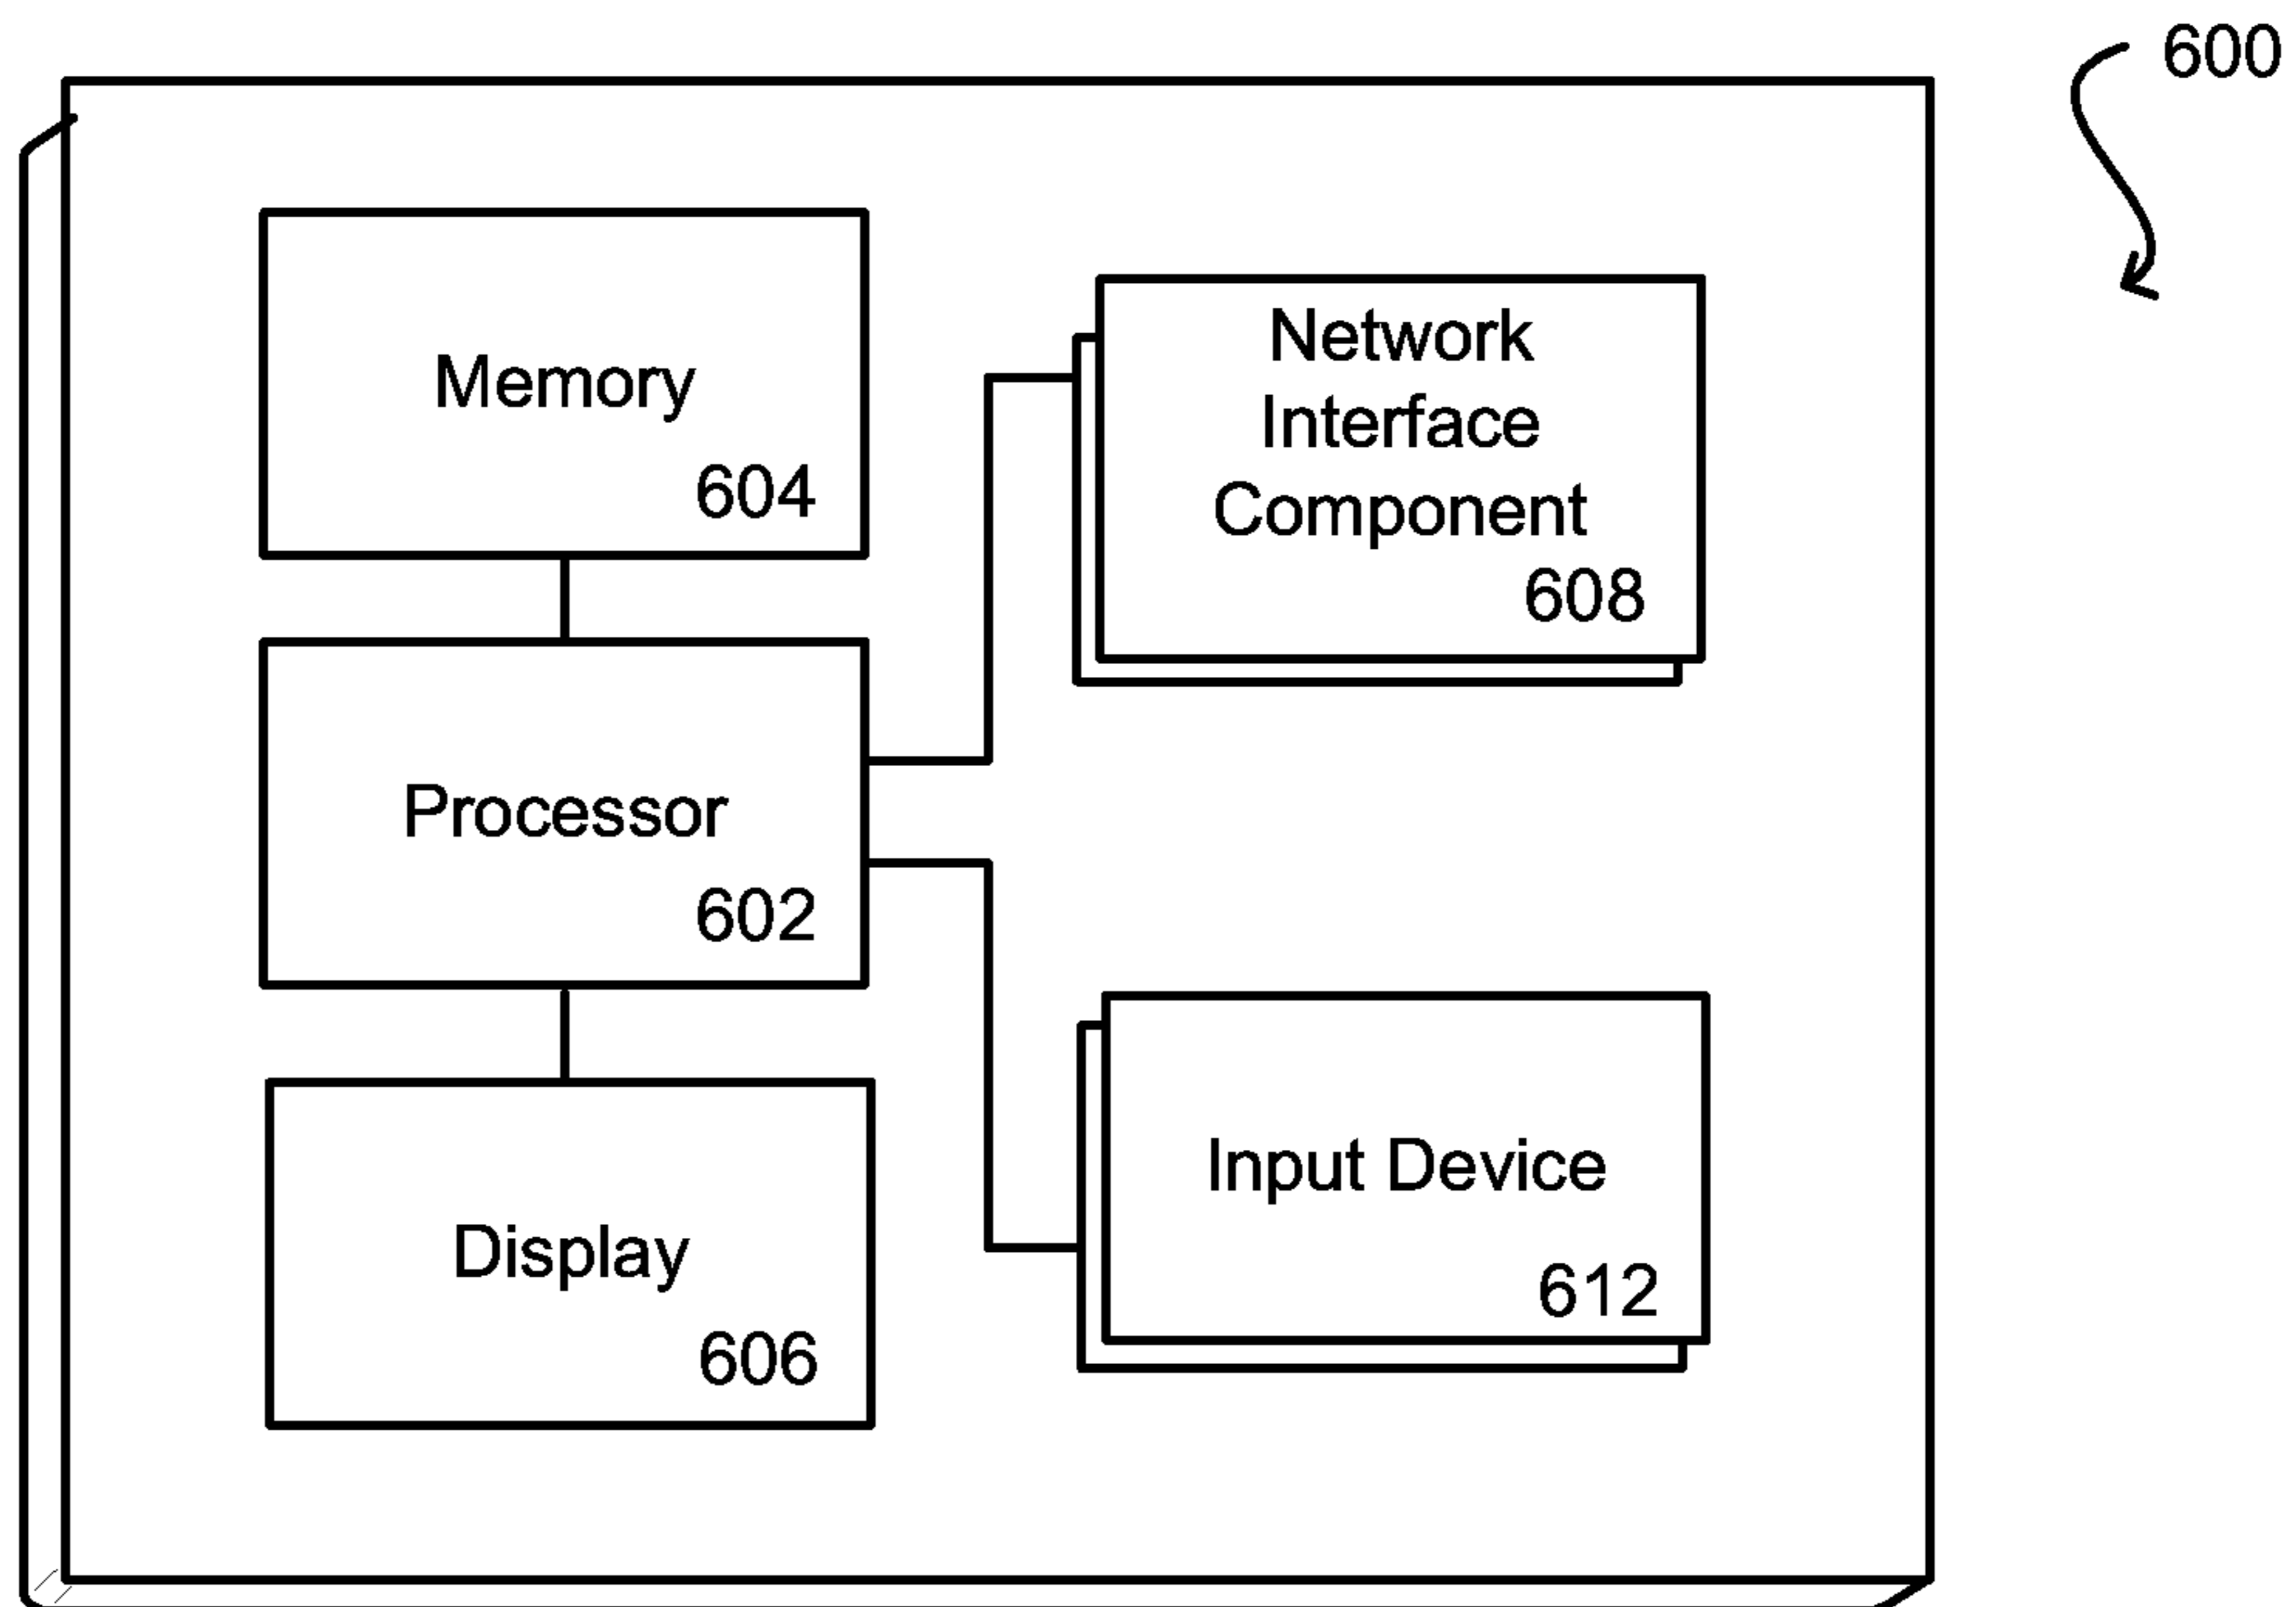 600
Memory
604
Network
Interface
Component
608
Processor
602
Input Device
612
Display
606